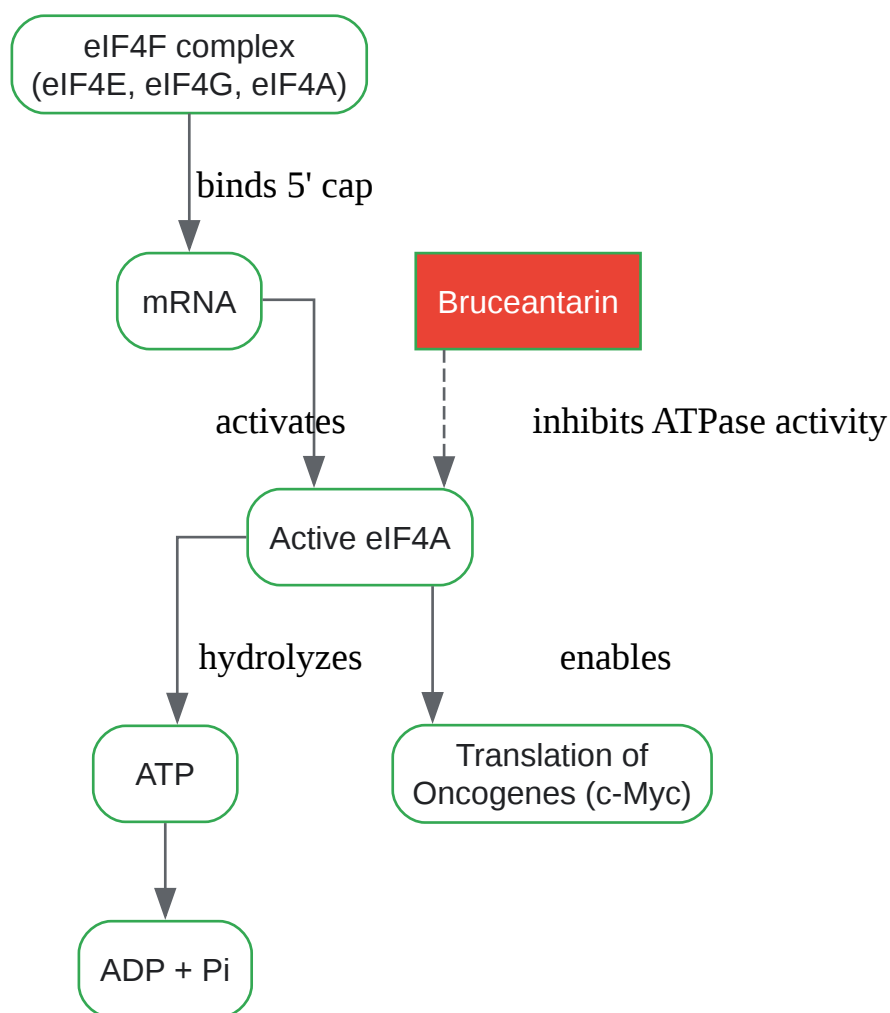 eIF4F complex
(eIF4E, eIF4G, eIF4A)
binds 5' cap
mRNA
Bruceantarin
activates
inhibits ATPase activity
Active eIF4A
hydrolyzes
enables
ATP
Translation of
Oncogenes (c-Myc)
ADP + Pi